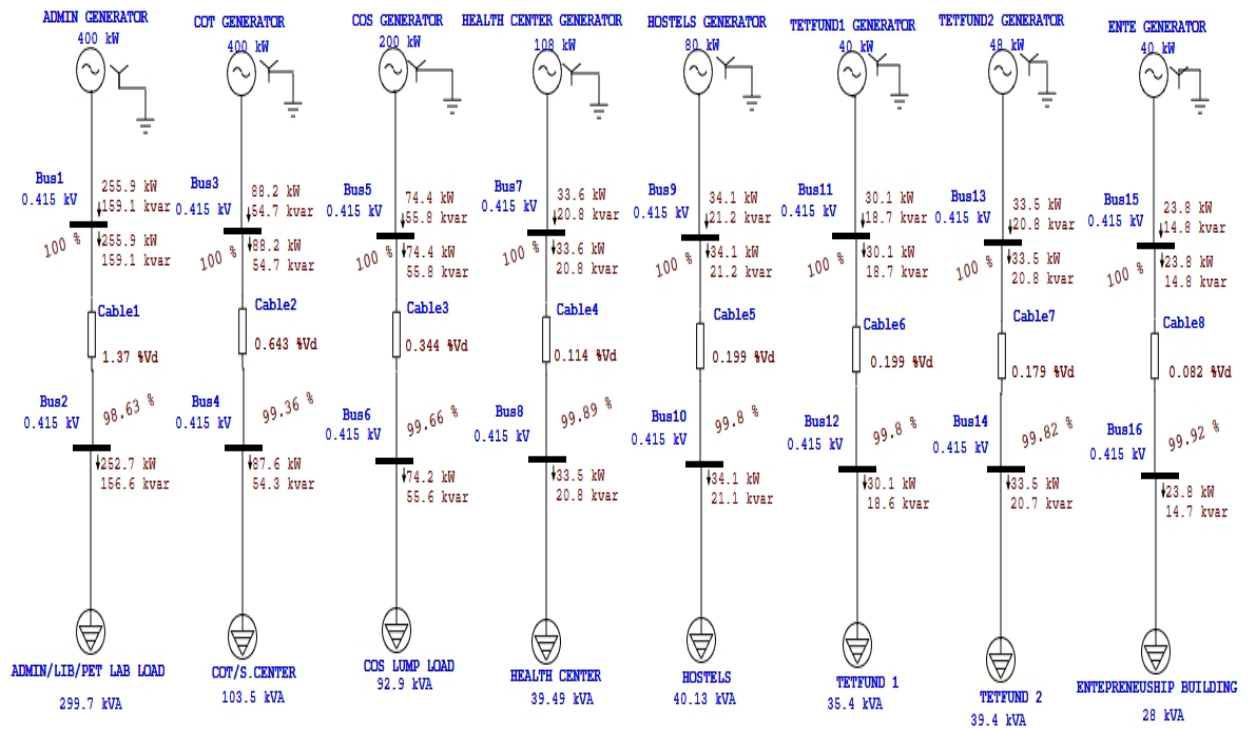 ADMIN GENERATOR
400 kW
Bus1
0.415 kV
255.9 kW
159.1 kvar
255.9 kW
159.1 kvar
100 %
Cable1
1.37 %Vd
Bus2
0.415 kV
98.63 %
252.7 kW
156.6 kvar
ADMIN/LIB/PET LAB LOAD
299.7 kVA
COT GENERATOR
400 kW
Bus3
0.415 kV
88.2 kW
54.7 kvar
88.2 kW
54.7 kvar
100 %
Cable2
0.643 %Vd
Bus4
0.415 kV
99.36 %
87.6 kW
54.3 kvar
COT/S.CENTER
103.5 kVA
COS GENERATOR
200 kW
Bus5
0.415 kV
74.4 kW
55.8 kvar
74.4 kW
55.8 kvar
100 %
Cable3
0.344 %Vd
Bus6
0.415 kV
99.66 %
74.2 kW
55.6 kvar
COS LUMP LOAD
92.9 kVA
HEALTH CENTER GENERATOR
108 kW
Bus7
0.415 kV
33.6 kW
20.8 kvar
33.6 kW
20.8 kvar
100 %
Cable4
0.114 %Vd
Bus8
0.415 kV
99.89 %
33.5 kW
20.8 kvar
HEALTH CENTER
39.49 kVA
HOSTELS GENERATOR
80 kW
Bus9
0.415 kV
34.1 kW
21.2 kvar
34.1 kW
21.2 kvar
100 %
Cable5
0.199 %Vd
Bus10
0.415 kV
99.8 %
34.1 kW
21.1 kvar
HOSTELS
40.13 kVA
TETFUND1 GENERATOR
40 kW
Bus11
0.415 kV
30.1 kW
18.7 kvar
30.1 kW
18.7 kvar
100 %
Cable6
0.199 %Vd
Bus12
0.415 kV
99.8 %
30.1 kW
18.6 kvar
TETFUND 1
35.4 kVA
TETFUND2 GENERATOR
48 kW
Bus13
0.415 kV
33.5 kW
20.8 kvar
33.5 kW
20.8 kvar
100 %
Cable7
0.179 %Vd
Bus14
0.415 kV
99.82 %
33.5 kW
20.7 kvar
TETFUND 2
39.4 kVA
ENTE GENERATOR
40 kW
Bus15
0.415 kV
23.8 kW
14.8 kvar
23.8 kW
14.8 kvar
100 %
Cable8
0.082 %Vd
Bus16
0.415 kV
99.92 %
23.8 kW
14.7 kvar
ENTEPRENEUSHIP BUILDING
28 kVA